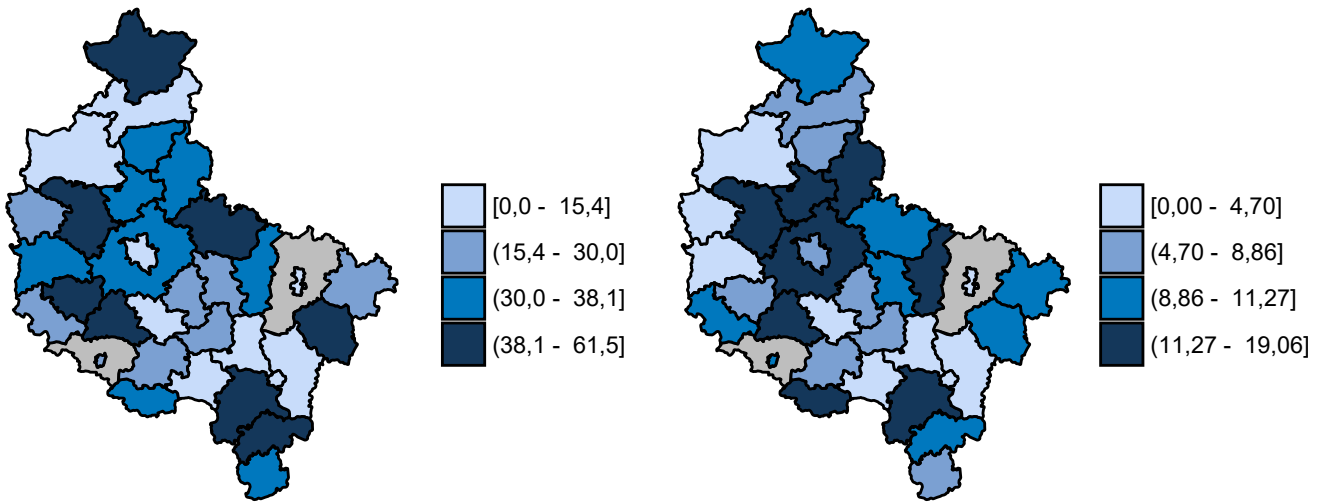 [0,0 - 15,4]
(15,4 - 30,0]
(30,0 - 38,1]
(38,1 - 61,5]
[0,00 - 4,70]
(4,70 - 8,86]
(8,86 - 11,27]
(11,27 - 19,06]